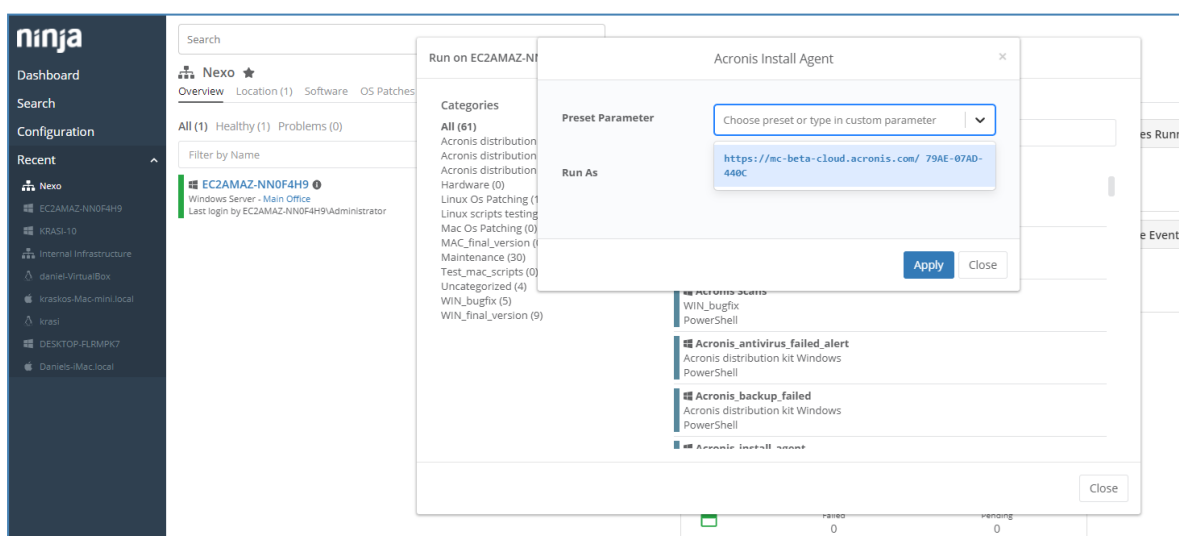 ninja
Dashboard
Search
Configuration
Recent
Nexo
EC2AMAZ-NN0F4H9
KRASI-10
Internal Infrastructure
daniel-VirtualBox
kraskos-Mac-mini.local
krasi
DESKTOP-FLRMPK7
Daniels-iMac.local
Search
Nexo
Overview Location (1) Software OS Patches
All (1) Healthy (1) Problems (0)
Filter by Name
EC2AMAZ-NN0F4H9
Windows Server - Main Office
Last login by EC2AMAZ-NN0F4H9\Administrator
Run on EC2AMAZ-N
Categories
All (61)
Acronis distribution
Acronis distribution
Acronis distribution
Hardware (0)
Linux Os Patching (1
Linux scripts testing
Mac Os Patching (0)
MAC_final_version (
Maintenance (30)
Test_mac_scripts (0)
Uncategorized (4)
WIN_bugfix (5)
WIN_final_version (9)
Acronis Install Agent
×
Preset Parameter
Choose preset or type in custom parameter
https://mc-beta-cloud.acronis.com/ 79AE-07AD-
440C
Run As
Apply Close
Acronis Scans
WIN_bugfix
PowerShell
Acronis_antivirus_failed_alert
Acronis distribution kit Windows
PowerShell
Acronis_backup_failed
Acronis distribution kit Windows
PowerShell
Acronis_install_agent
Close
es Run
e Event
Failed Pending
0 0